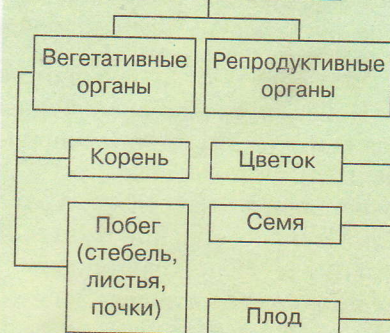 Вегетативные
органы
Репродуктивные
органы
Корень
Цветок
Побег
(стебель,
листья,
почки)
Семя
Плод